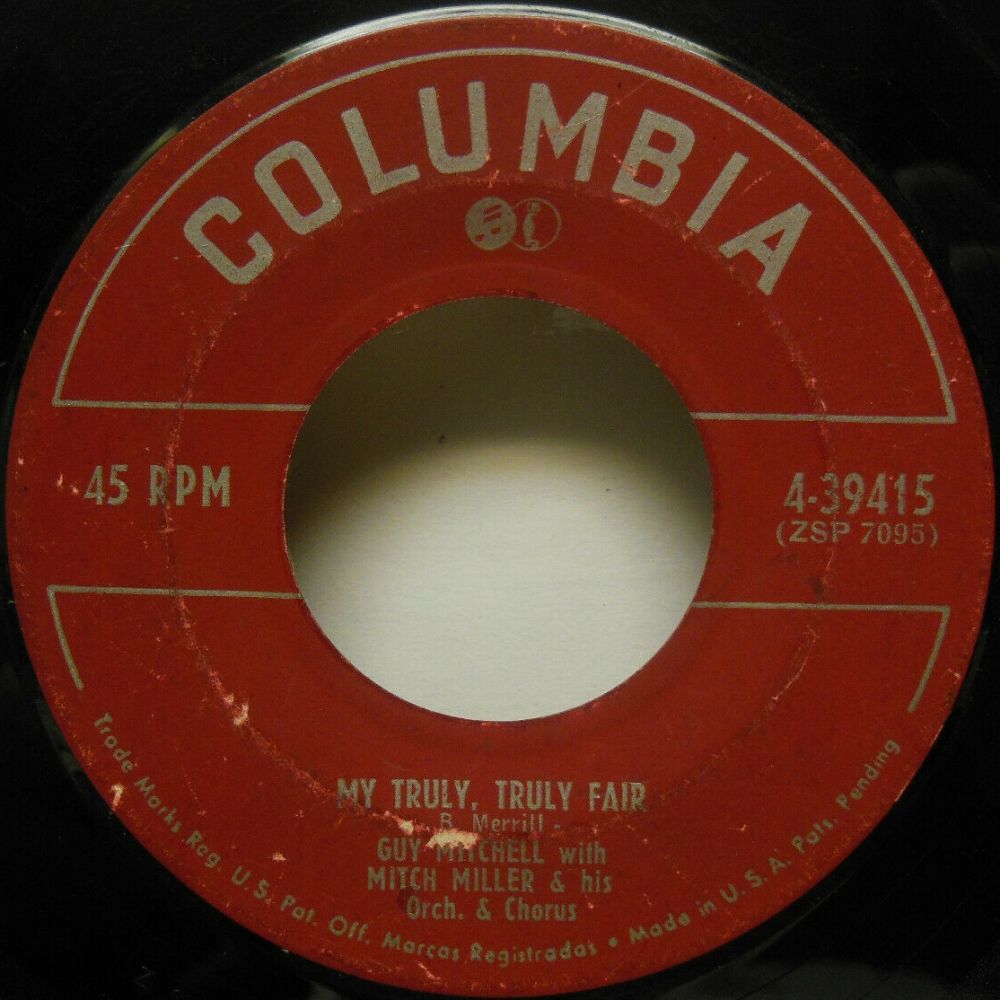 COLUMBIA
45 RPM
4-39415
(ZSP 7095)
MY TRULY, TRULY FAIR
- B. Merrill -
GUY MITCHELL with
MITCH MILLER & his
Orch. & Chorus
Trade Marks Reg. U.S. Pat. Off. Marcas Registradas • Made in U.S.A. Pats. Pending